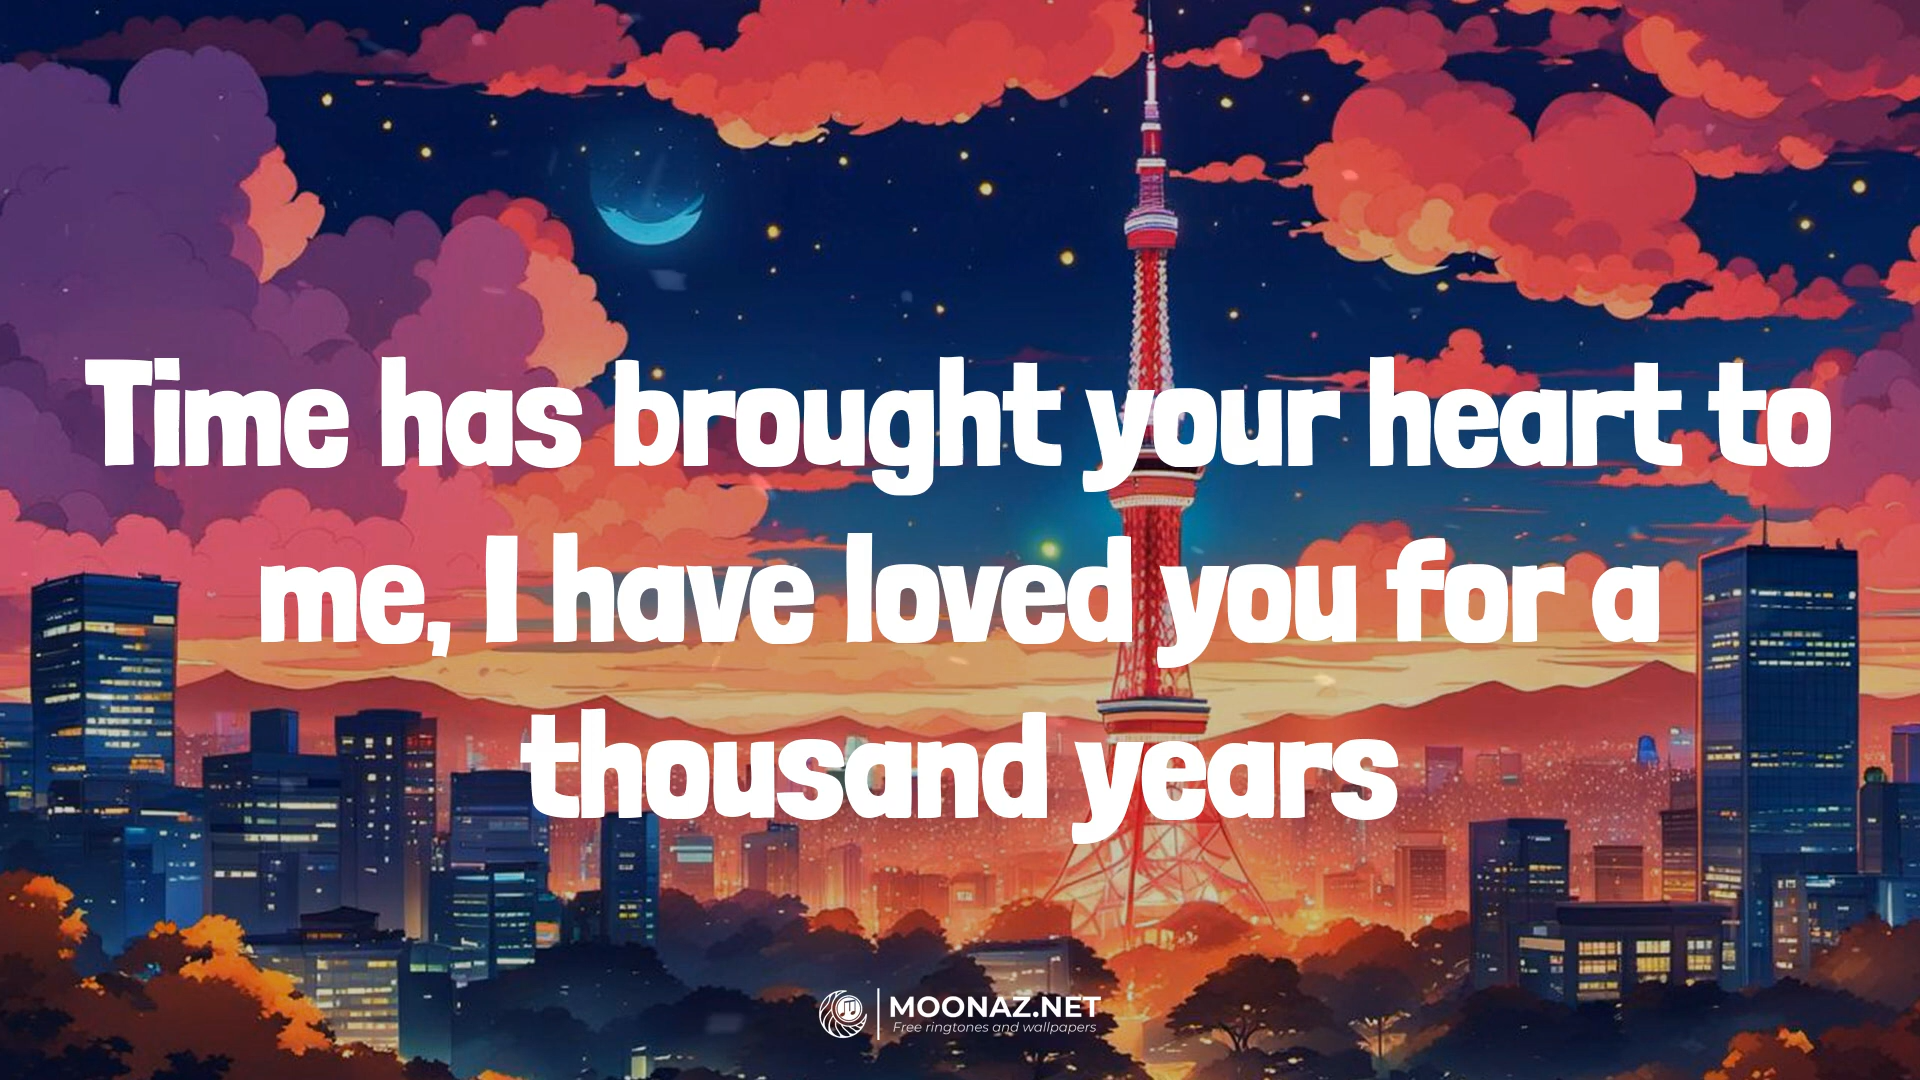 Time has brought your heart to
me, I have loved you for a
thousand years
MOONAZ.NET
Free ringtones and wallpapers